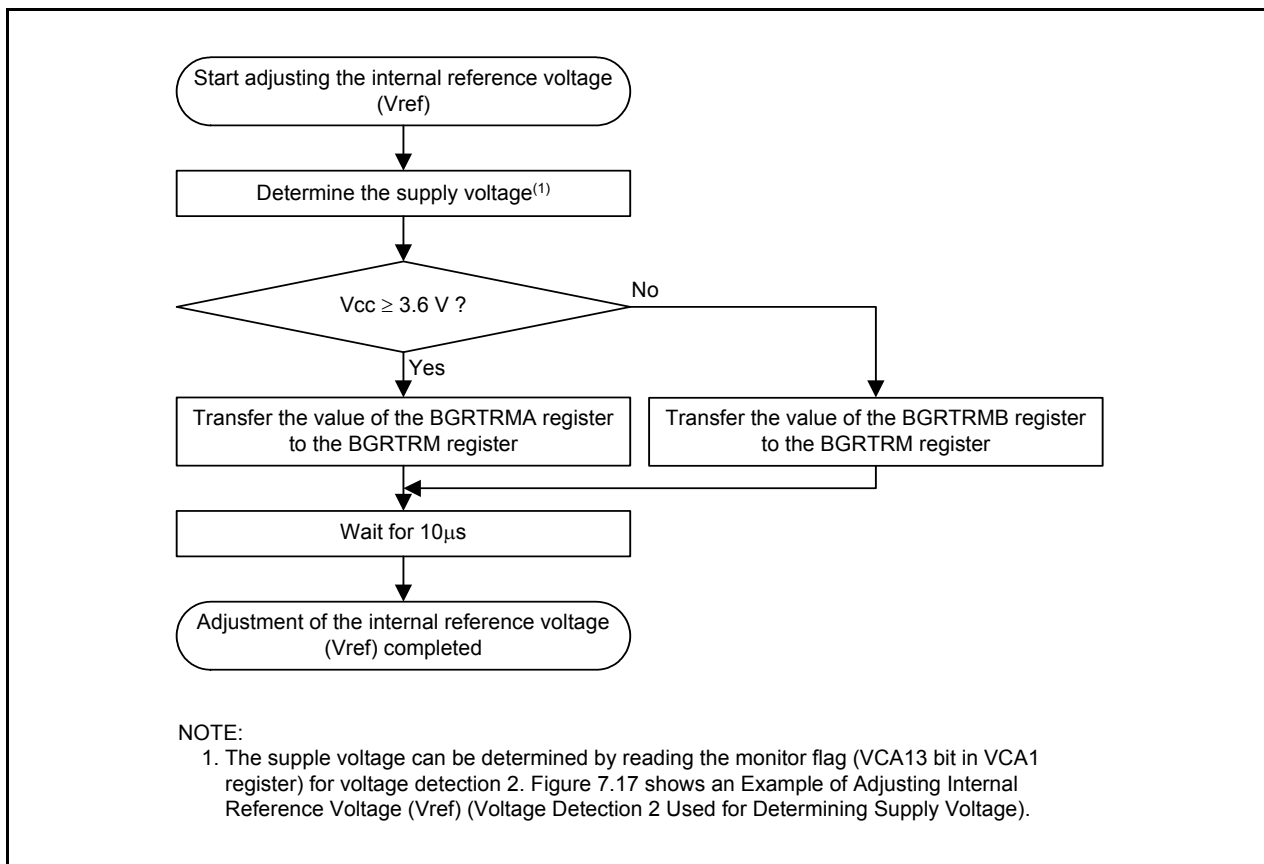 Start adjusting the internal reference voltage
(Vref)
Determine the supply voltage(1)
Vcc ≥ 3.6 V ?
No
Yes
Transfer the value of the BGRTRMA register
to the BGRTRM register
Transfer the value of the BGRTRMB register
to the BGRTRM register
Wait for 10μs
Adjustment of the internal reference voltage
(Vref) completed
NOTE:
1. The supple voltage can be determined by reading the monitor flag (VCA13 bit in VCA1
register) for voltage detection 2. Figure 7.17 shows an Example of Adjusting Internal
Reference Voltage (Vref) (Voltage Detection 2 Used for Determining Supply Voltage).